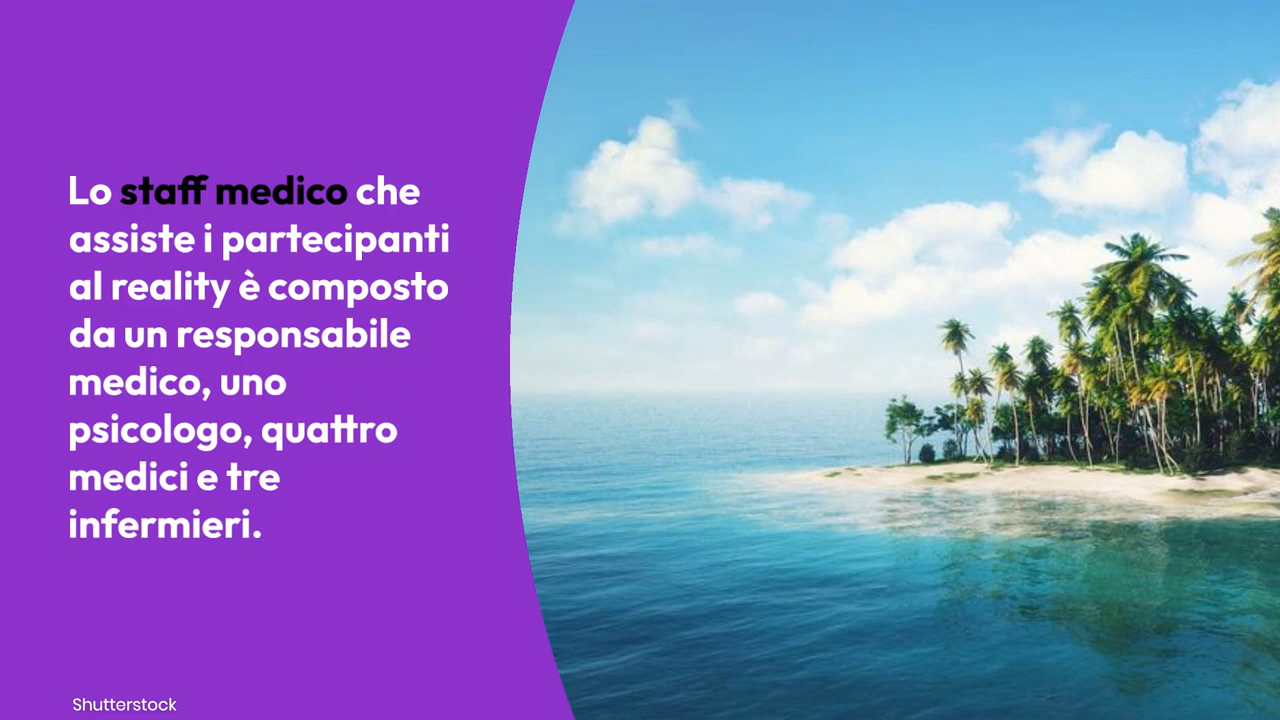 Lo staff medico che
assiste i partecipanti
al reality è composto
da un responsabile
medico, uno
psicologo, quattro
medici e tre
infermieri.
Shutterstock